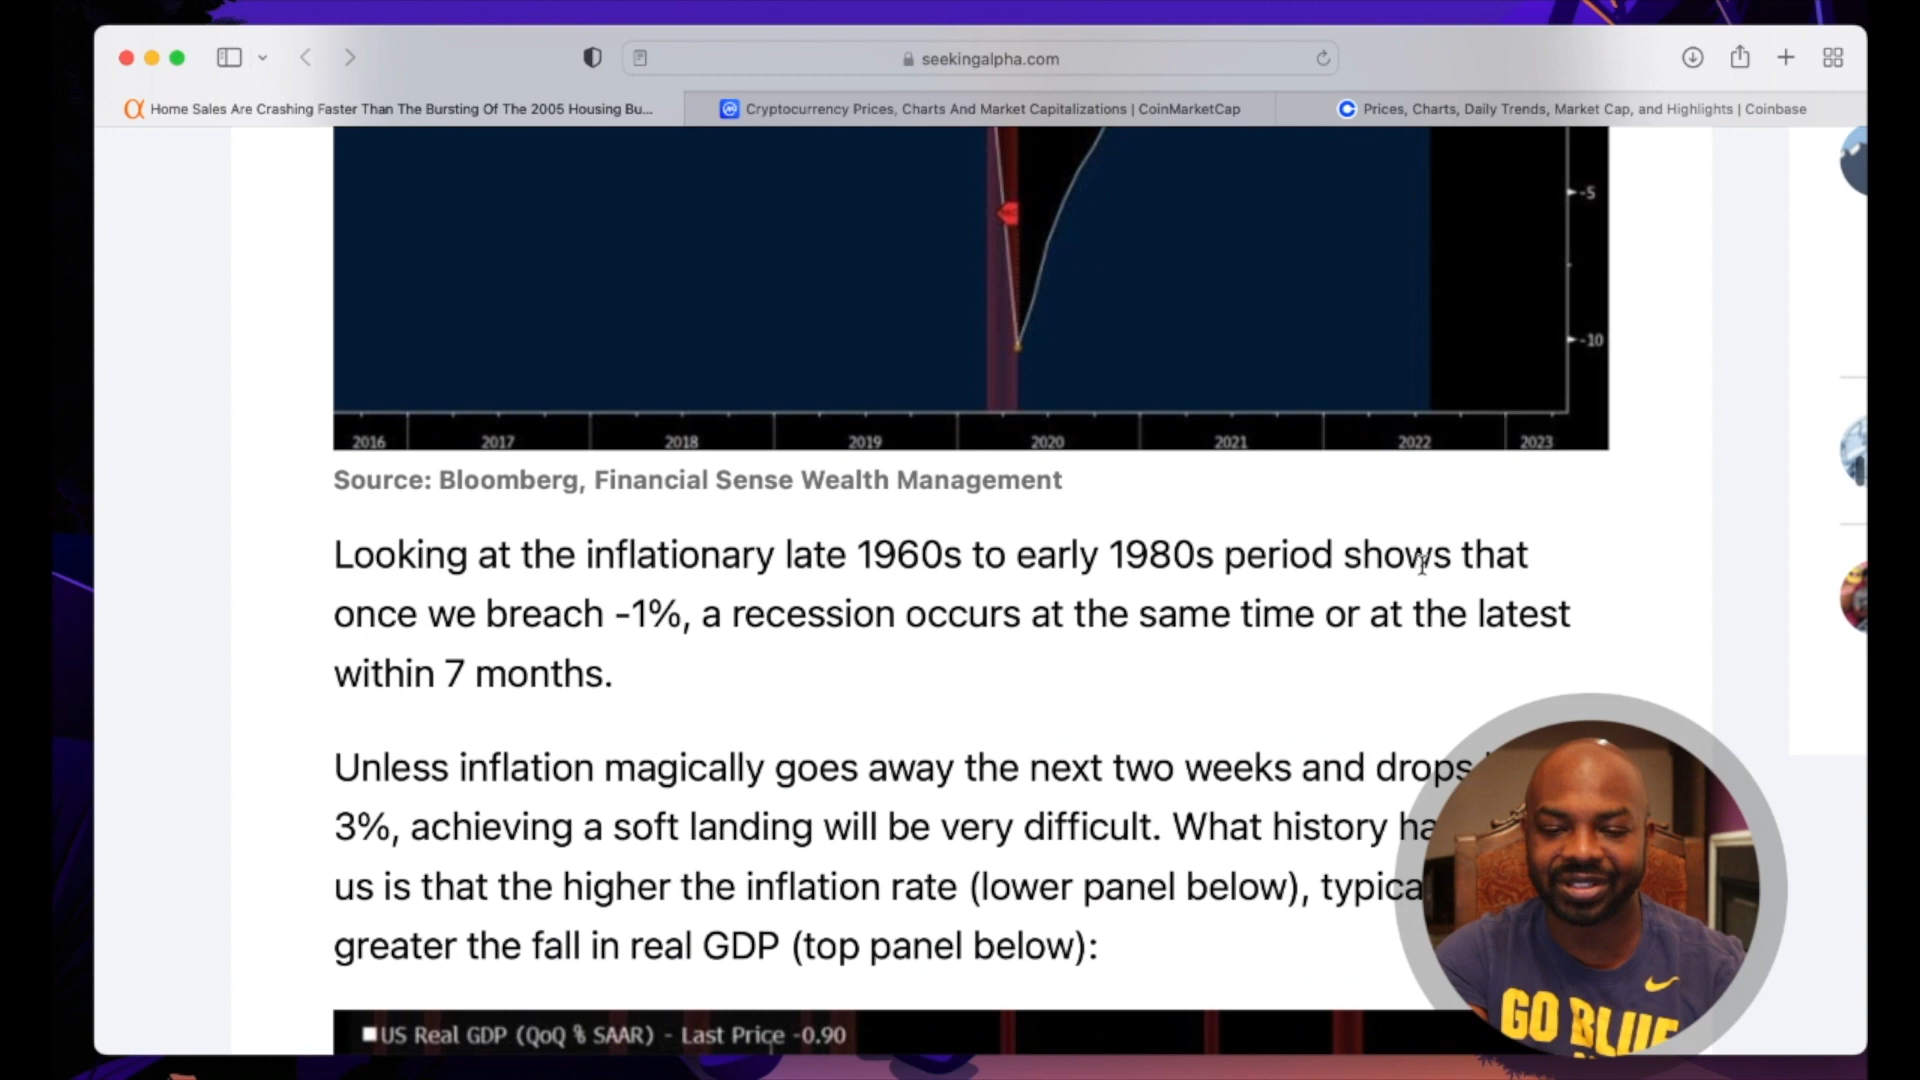 seekingalpha.com
Home Sales Are Crashing Faster Than The Bursting Of The 2005 Housing Bu...
Cryptocurrency Prices, Charts And Market Capitalizations | CoinMarketCap
Prices, Charts, Daily Trends, Market Cap, and Highlights | Coinbase
-5
-10
2016 2017 2018 2019 2020 2021 2022 2023
Source: Bloomberg, Financial Sense Wealth Management
Looking at the inflationary late 1960s to early 1980s period shows that
once we breach -1%, a recession occurs at the same time or at the latest
within 7 months.
Unless inflation magically goes away the next two weeks and drops
3%, achieving a soft landing will be very difficult. What history ha
us is that the higher the inflation rate (lower panel below), typica
greater the fall in real GDP (top panel below):
US Real GDP (QoQ % SAAR) - Last Price -0.90
GO BLUE